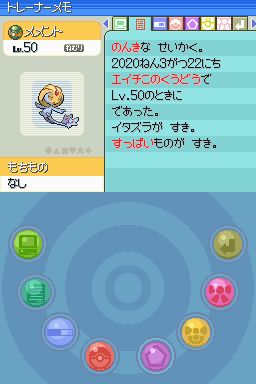 トレーナーメモ
メメント
Lv.50
のんきな せいかく。
2020ねん3がつ22にち
エイチこのくうどうで
Lv.50のときに
であった。
イタズラが すき。
すっぱいものが すき。
もちもの
なし